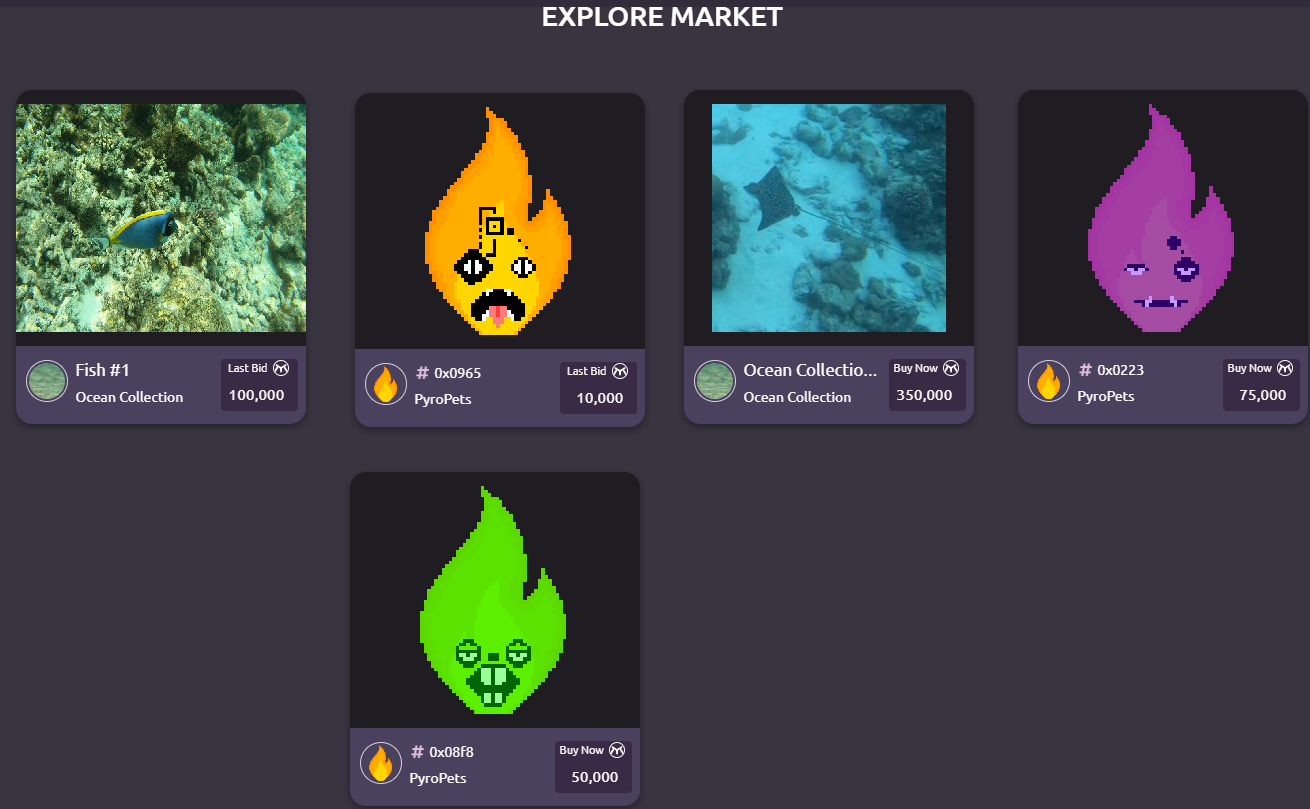 EXPLORE MARKET
Fish #1
Ocean Collection
Last Bid
100,000
# 0x0965
PyroPets
Last Bid
10,000
Ocean Collectio...
Ocean Collection
Buy Now
350,000
# 0x0223
PyroPets
Buy Now
75,000
# 0x08f8
PyroPets
Buy Now
50,000